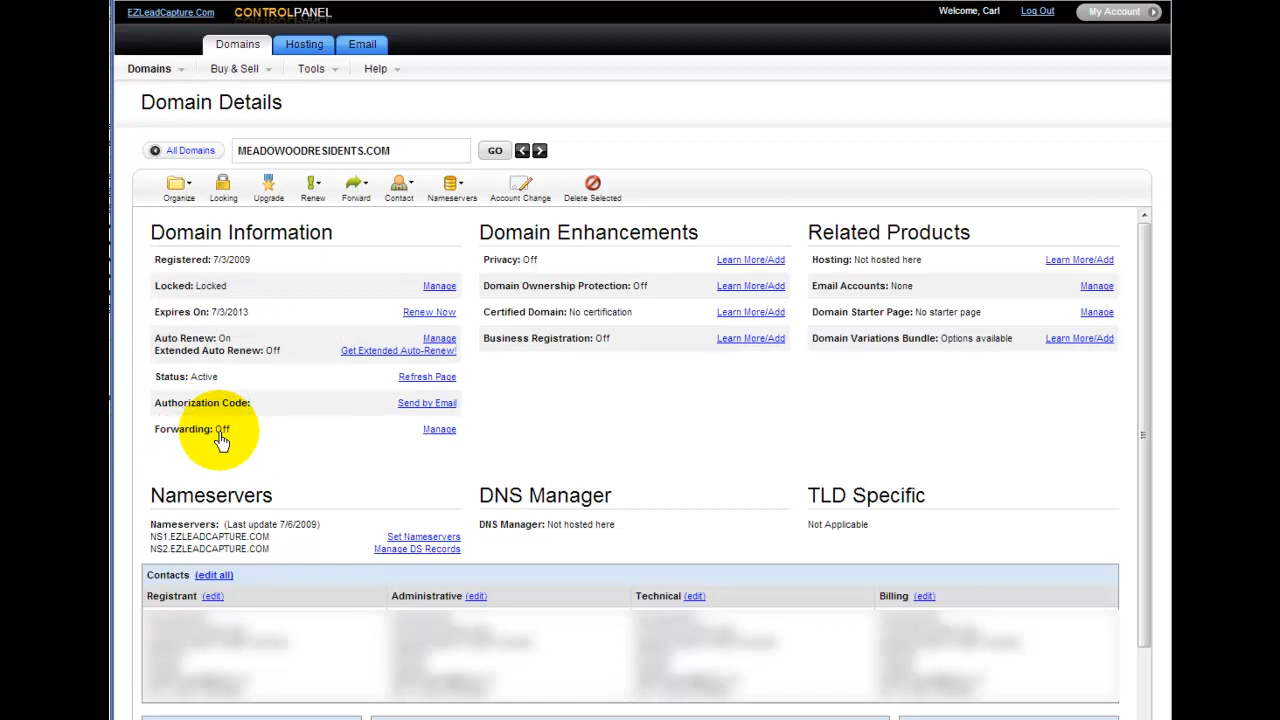 EZLeadCapture.Com CONTROLPANEL Welcome, Carl Log Out My Account
Domains Hosting Email
Domains Buy & Sell Tools Help
Domain Details
All Domains MEADOWOODRESIDENTS.COM GO
Organize Locking Upgrade Renew Forward Contact Nameservers Account Change Delete Selected
Domain Information
Registered: 7/3/2009
Locked: Locked Manage
Expires On: 7/3/2013 Renew Now
Auto Renew: On Manage
Extended Auto Renew: Off Get Extended Auto-Renew!
Status: Active Refresh Page
Authorization Code: Send by Email
Forwarding: Off Manage
Domain Enhancements
Privacy: Off Learn More/Add
Domain Ownership Protection: Off Learn More/Add
Certified Domain: No certification Learn More/Add
Business Registration: Off Learn More/Add
Related Products
Hosting: Not hosted here Learn More/Add
Email Accounts: None Manage
Domain Starter Page: No starter page Manage
Domain Variations Bundle: Options available Learn More/Add
Nameservers
Nameservers: (Last update 7/6/2009)
NS1.EZLEADCAPTURE.COM Set Nameservers
NS2.EZLEADCAPTURE.COM Manage DS Records
DNS Manager
DNS Manager: Not hosted here
TLD Specific
Not Applicable
Contacts (edit all)
Registrant (edit) Administrative (edit) Technical (edit) Billing (edit)